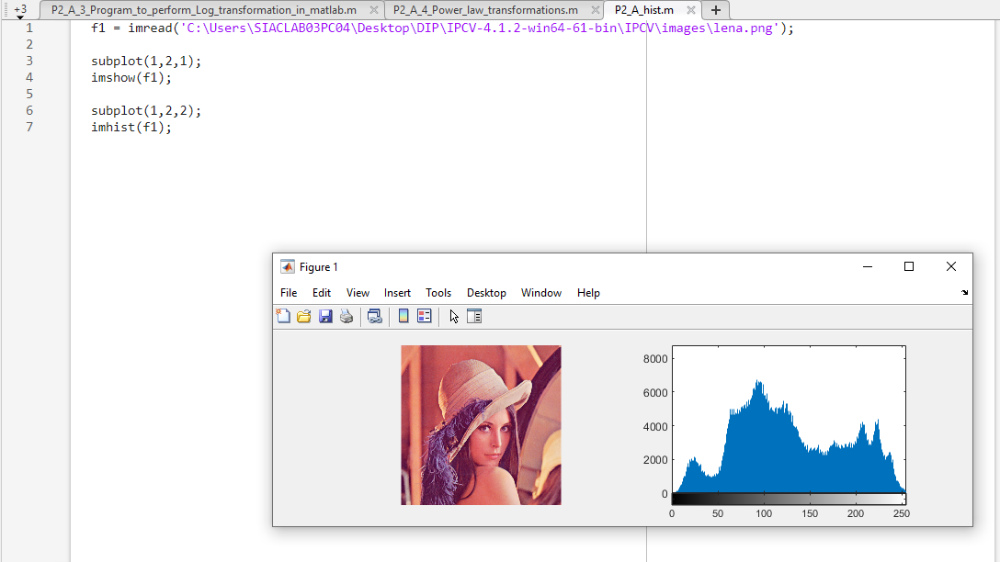 +3 P2_A_3_Program_to_perform_Log_transformation_in_matlab.m P2_A_4_Power_law_transformations.m P2_A_hist.m +
1 f1 = imread('C:\Users\SIACLAB03PC04\Desktop\DIP\IPCV-4.1.2-win64-61-bin\IPCV\images\lena.png');
2
3 subplot(1,2,1);
4 imshow(f1);
5
6 subplot(1,2,2);
7 imhist(f1);
Figure 1
File Edit View Insert Tools Desktop Window Help
8000
6000
4000
2000
0
0 50 100 150 200 250